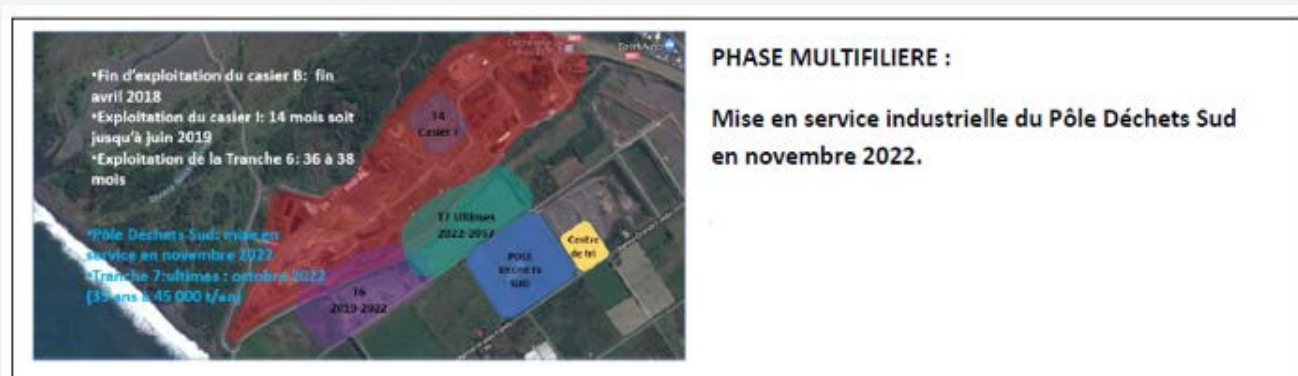 •Fin d'exploitation du casier B: fin
avril 2018
•Exploitation du casier I: 14 mois soit
jusqu'à juin 2019
•Exploitation de la Tranche 6: 36 à 38
mois
•Pôle Déchets Sud: mise en
service en novembre 2022
•Tranche 7:ultimes : octobre 2022
(35 ans à 45 000 t/an)
T4
Casier I
T7 Ultimes
2022-2057
T6
2019-2022
POLE
DECHETS
SUD
Centre
de tri
PHASE MULTIFILIERE :
Mise en service industrielle du Pôle Déchets Sud
en novembre 2022.